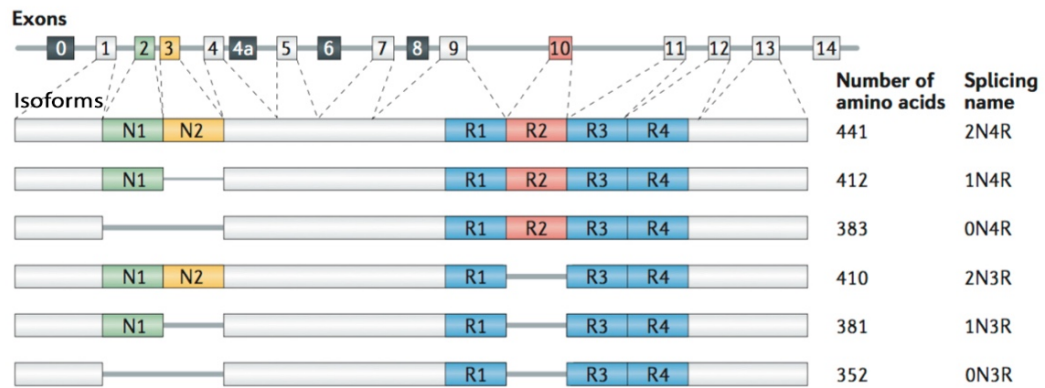 Exons
0 1 2 3 4 4a 5 6 7 8 9 10 11 12 13 14
Number of amino acids
Splicing name
Isoforms
N1 N2 R1 R2 R3 R4 441 2N4R
N1 R1 R2 R3 R4 412 1N4R
R1 R2 R3 R4 383 0N4R
N1 N2 R1 R3 R4 410 2N3R
N1 R1 R3 R4 381 1N3R
R1 R3 R4 352 0N3R